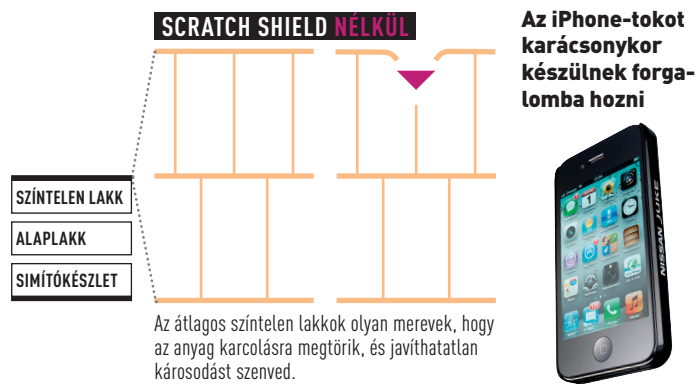 SCRATCH SHIELD NÉLKÜL
Az iPhone-tokot
karácsonykor
készülnek forga-
lomba hozni
SZÍNTELEN LAKK
ALAPLAKK
SIMÍTÓKÉSZLET
NISSAN JUKE
Az átlagos színtelen lakkok olyan merevek, hogy
az anyag karcolásra megtörik, és javíthatatlan
károsodást szenved.